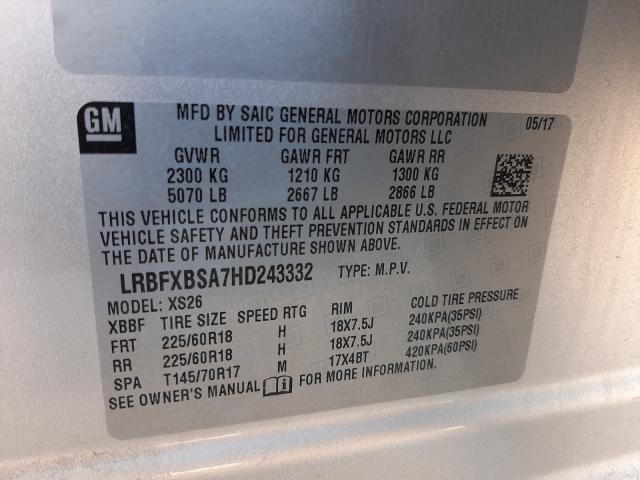 GM
MFD BY SAIC GENERAL MOTORS CORPORATION
LIMITED FOR GENERAL MOTORS LLC
05/17
GVWR GAWR FRT GAWR RR
2300 KG 1210 KG 1300 KG
5070 LB 2667 LB 2866 LB
THIS VEHICLE CONFORMS TO ALL APPLICABLE U.S. FEDERAL MOTOR
VEHICLE SAFETY AND THEFT PREVENTION STANDARDS IN EFFECT ON
THE DATE OF MANUFACTURE SHOWN ABOVE.
LRBFXBSA7HD243332 TYPE: M.P.V.
MODEL: XS26
XBBF TIRE SIZE SPEED RTG RIM COLD TIRE PRESSURE
FRT 225/60R18 H 18X7.5J 240KPA(35PSI)
RR 225/60R18 H 18X7.5J 240KPA(35PSI)
SPA T145/70R17 M 17X4BT 420KPA(60PSI)
SEE OWNER'S MANUAL FOR MORE INFORMATION.